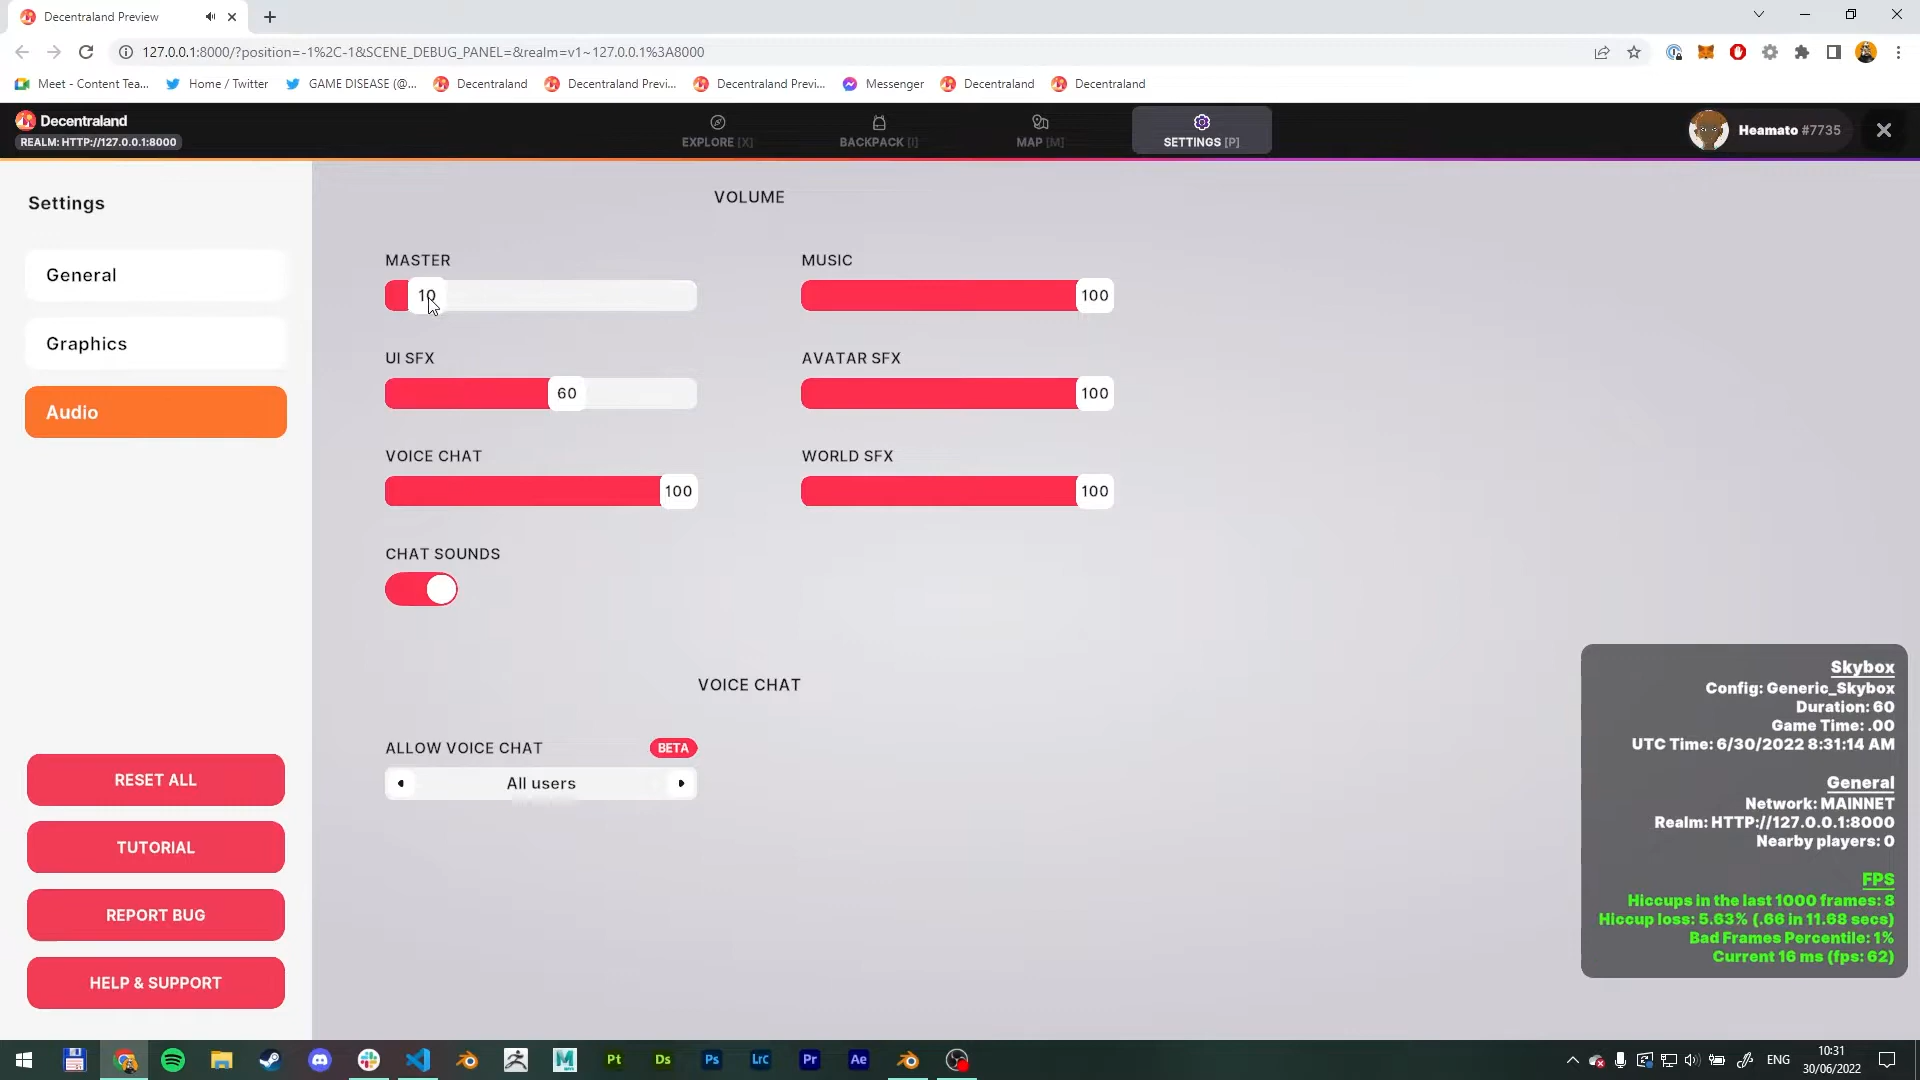 Decentraland Preview
127.0.0.1:8000/?position=-1%2C-1&SCENE_DEBUG_PANEL=&realm=v1~127.0.0.1%3A8000
Meet - Content Tea...
Home / Twitter
GAME DISEASE (@...
Decentraland
Decentraland Previ...
Decentraland Previ...
Messenger
Decentraland
Decentraland
Decentraland
REALM: HTTP://127.0.0.1:8000
EXPLORE [X]
BACKPACK [I]
MAP [M]
SETTINGS [P]
Heamato #7735
Settings
General
Graphics
Audio
RESET ALL
TUTORIAL
REPORT BUG
HELP & SUPPORT
VOLUME
MASTER
10
MUSIC
100
UI SFX
60
AVATAR SFX
100
VOICE CHAT
100
WORLD SFX
100
CHAT SOUNDS
VOICE CHAT
ALLOW VOICE CHAT
BETA
All users
Skybox
Config: Generic_Skybox
Duration: 60
Game Time: .00
UTC Time: 6/30/2022 8:31:14 AM
General
Network: MAINNET
Realm: HTTP://127.0.0.1:8000
Nearby players: 0
FPS
Hiccups in the last 1000 frames: 8
Hiccup loss: 5.63% (.66 in 11.68 secs)
Bad Frames Percentile: 1%
Current 16 ms (fps: 62)
Pt
Ds
Ps
Lrc
Pr
Ae
ENG
10:31
30/06/2022